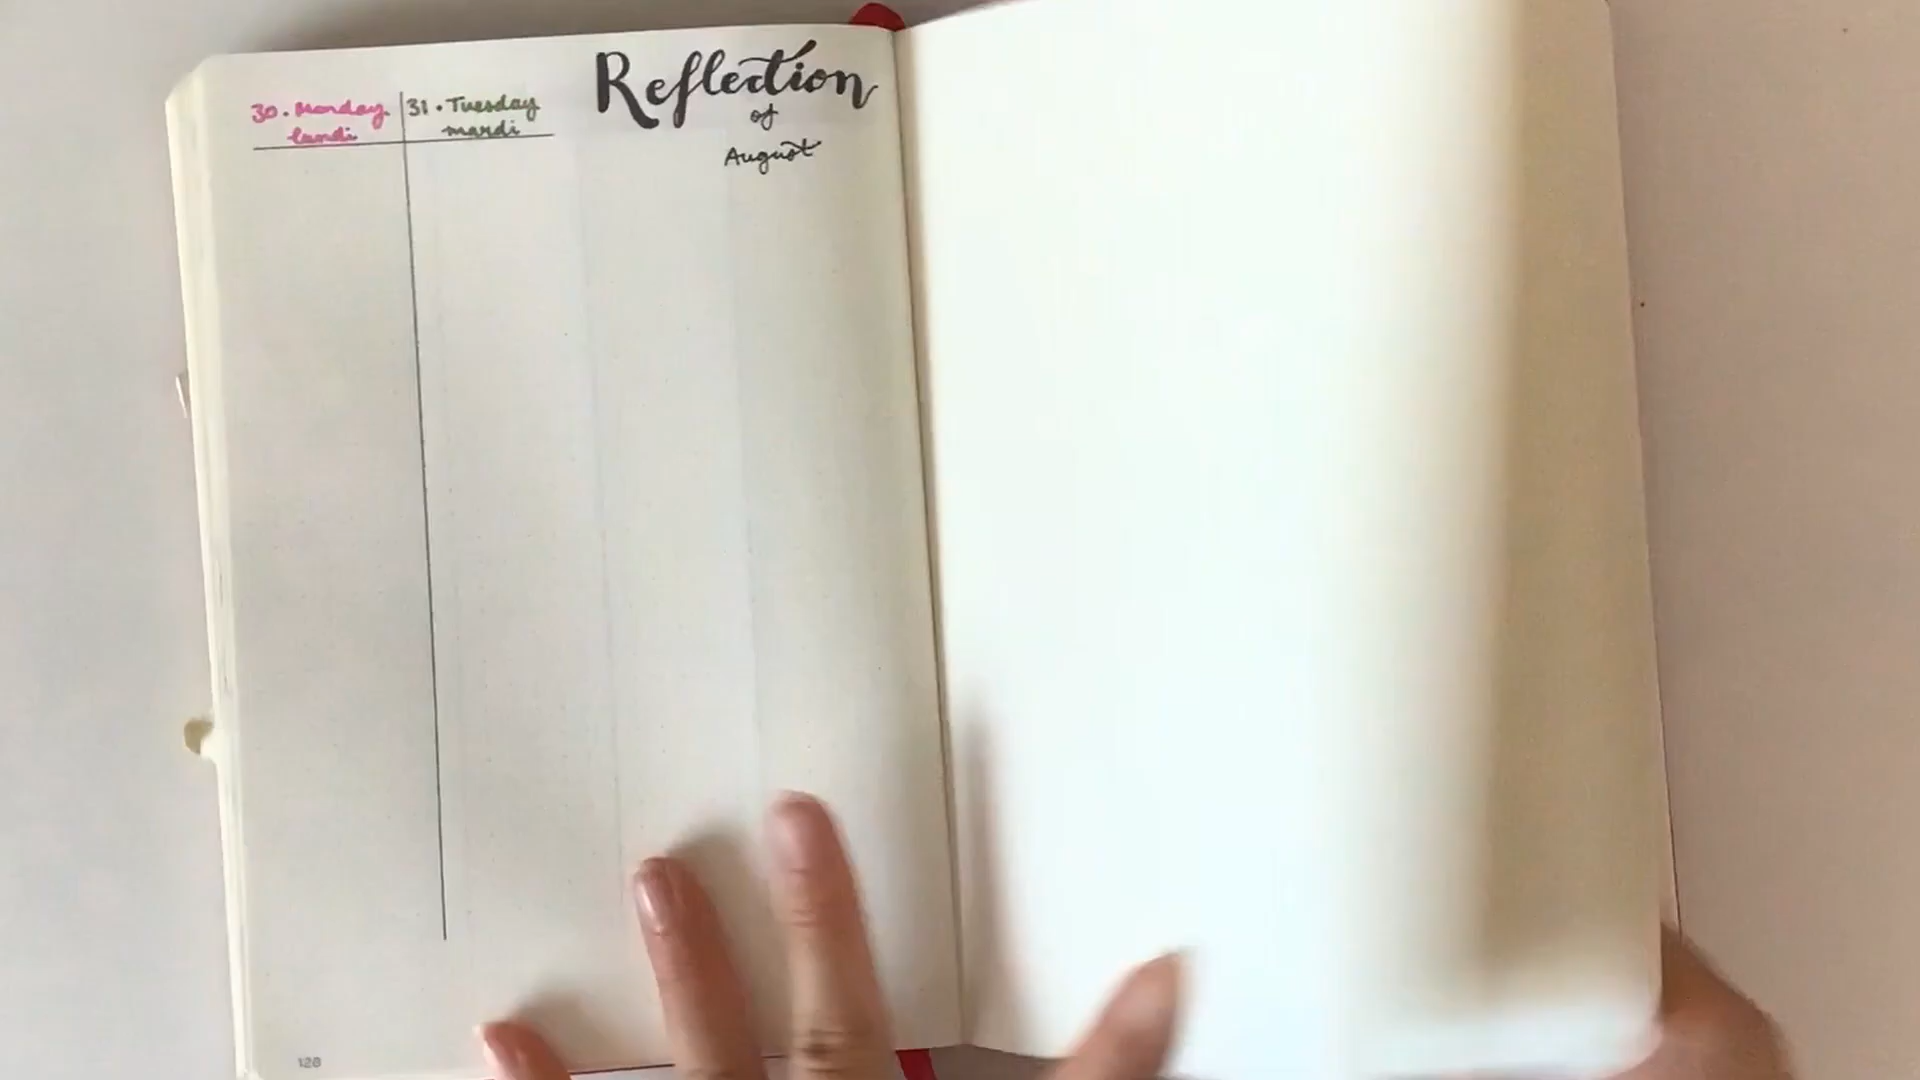 30. Monday
lundi
31. Tuesday
mardi
Reflection
of
August
128